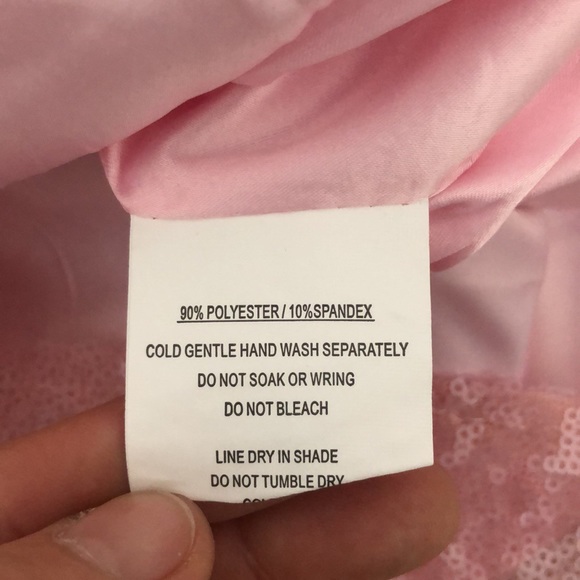 90% POLYESTER / 10%SPANDEX
COLD GENTLE HAND WASH SEPARATELY
DO NOT SOAK OR WRING
DO NOT BLEACH
LINE DRY IN SHADE
DO NOT TUMBLE DRY